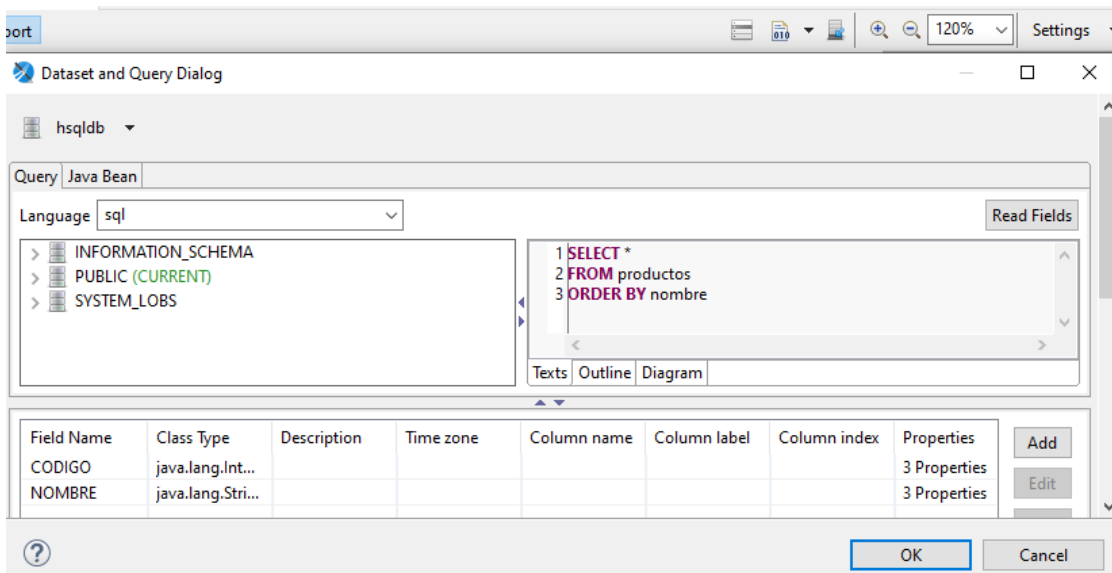 port
120%
Settings
Dataset and Query Dialog
hsqldb
Query Java Bean
Language sql Read Fields
INFORMATION_SCHEMA
PUBLIC (CURRENT)
SYSTEM_LOBS
1 SELECT *
2 FROM productos
3 ORDER BY nombre
Texts Outline Diagram
Field Name Class Type Description Time zone Column name Column label Column index Properties
CODIGO java.lang.Int... 3 Properties
NOMBRE java.lang.Stri... 3 Properties
Add
Edit
OK Cancel